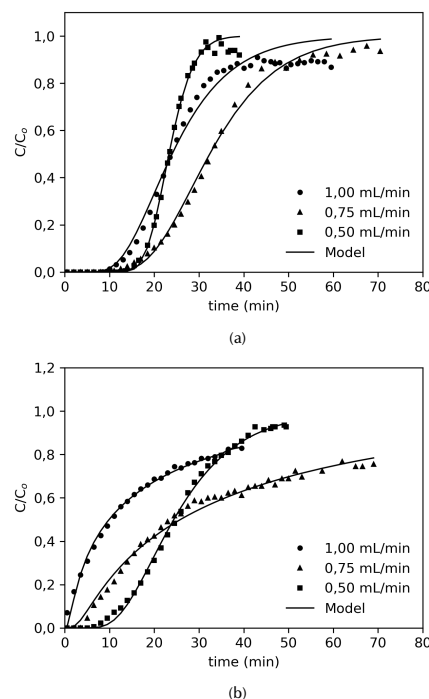 1,0
0,8
0,6
0,4
0,2
0,0
C/Co
1,00 mL/min
0,75 mL/min
0,50 mL/min
Model
0 10 20 30 40 50 60 70 80
time (min)
(a)
1,2
1,0
0,8
0,6
0,4
0,2
0,0
C/Co
1,00 mL/min
0,75 mL/min
0,50 mL/min
Model
0 10 20 30 40 50 60 70 80
time (min)
(b)